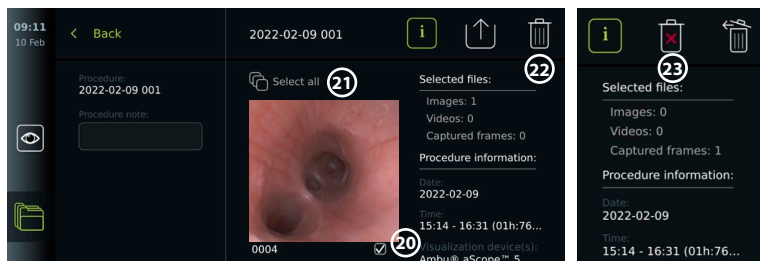 09:11
10 Feb
Back
2022-02-09 001
i
22
Procedure:
2022-02-09 001
Procedure note:
Select all
21
Selected files:
Images: 1
Videos: 0
Captured frames: 0
Procedure information:
Date:
2022-02-09
Time:
15:14 - 16:31 (01h:76...
0004
20
Visualization device(s):
Ambu® aScope™ 5
i
23
Selected files:
Images: 0
Videos: 0
Captured frames: 1
Procedure information:
Date:
2022-02-09
Time:
15:14 - 16:31 (01h:76...